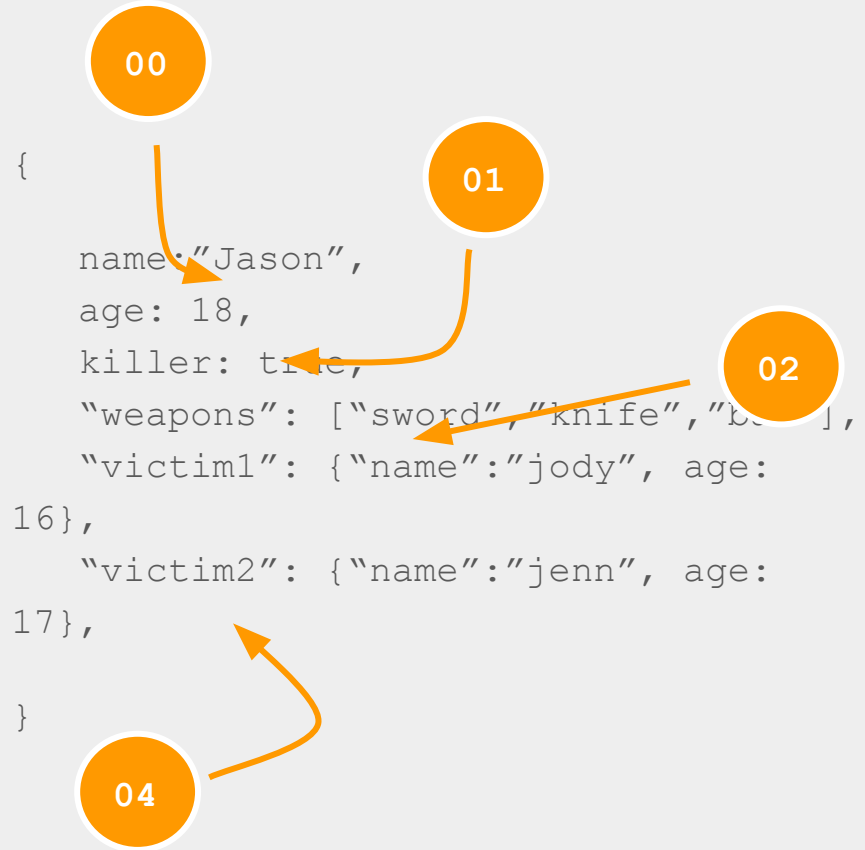 00
{
01
name:”Jason”,
age: 18,
killer: true,
02
“weapons”: [“sword”,”knife”, ],
“victim1”: {“name”:”jody”, age:
16},
“victim2”: {“name”:”jenn”, age:
17},
}
04